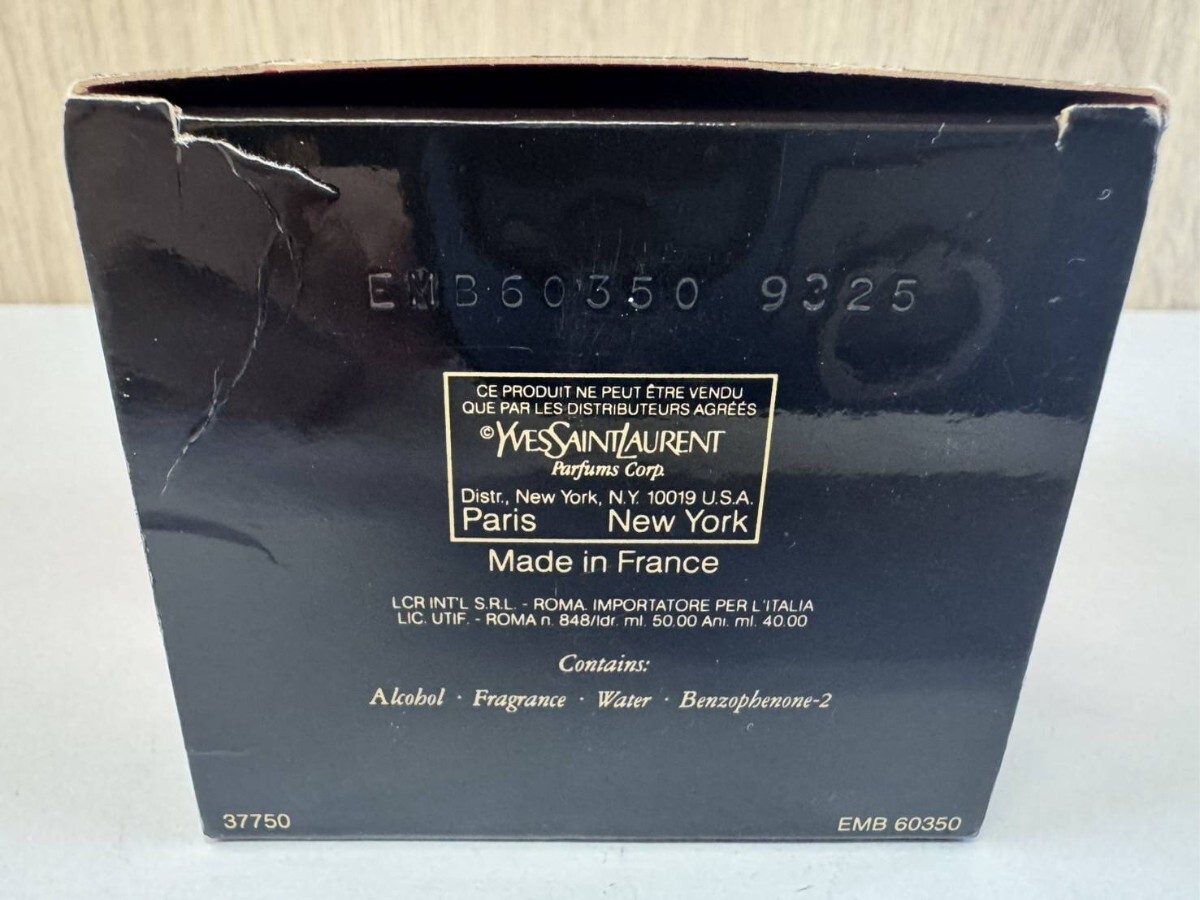 EMB60350 9325
CE PRODUIT NE PEUT ÊTRE VENDU
QUE PAR LES DISTRIBUTEURS AGRÉÉS
© YVESSAINTLAURENT
Parfums Corp.
Distr., New York, N.Y. 10019 U.S.A.
Paris New York
Made in France
LCR INT'L S.R.L. - ROMA. IMPORTATORE PER L'ITALIA
LIC. UTIF. - ROMA n. 848/Idr. ml. 50.00 Ani. ml. 40.00
Contains:
Alcohol · Fragrance · Water · Benzophenone-2
37750 EMB 60350